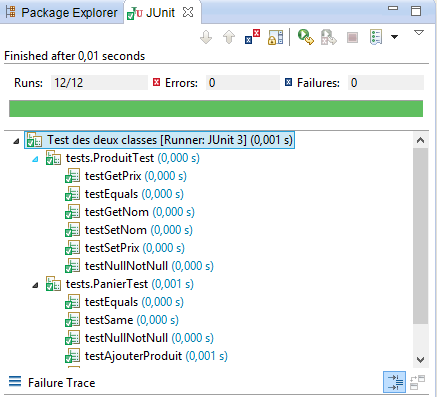 Package Explorer JUnit
Finished after 0,01 seconds
Runs: 12/12 Errors: 0 Failures: 0
Test des deux classes [Runner: JUnit 3] (0,001 s)
tests.ProduitTest (0,000 s)
testGetPrix (0,000 s)
testEquals (0,000 s)
testGetNom (0,000 s)
testSetNom (0,000 s)
testSetPrix (0,000 s)
testNullNotNull (0,000 s)
tests.PanierTest (0,001 s)
testEquals (0,000 s)
testSame (0,000 s)
testNullNotNull (0,000 s)
testAjouterProduit (0,001 s)
Failure Trace